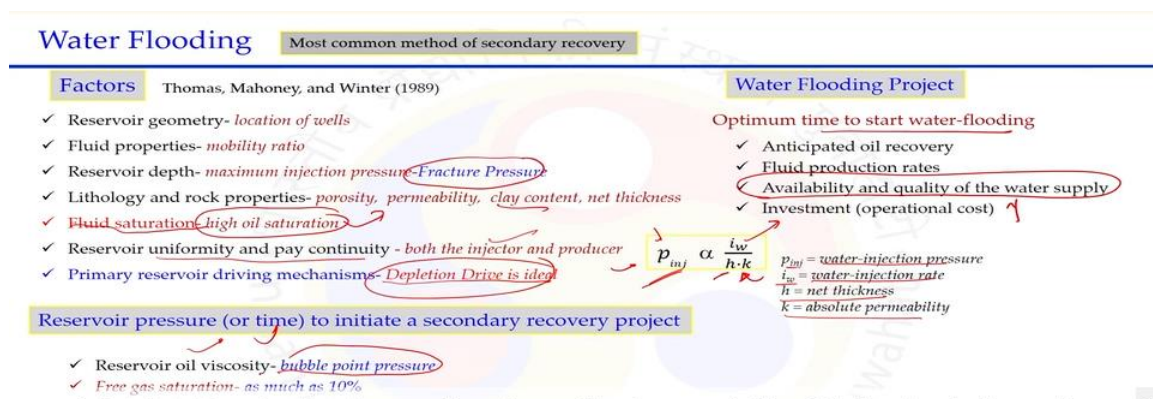 Water Flooding
Most common method of secondary recovery
Factors
Thomas, Mahoney, and Winter (1989)
✓ Reservoir geometry- location of wells
✓ Fluid properties- mobility ratio
✓ Reservoir depth- maximum injection pressure-Fracture Pressure
✓ Lithology and rock properties- porosity, permeability, clay content, net thickness
✓ Fluid saturation- high oil saturation
✓ Reservoir uniformity and pay continuity - both the injector and producer
✓ Primary reservoir driving mechanisms- Depletion Drive is ideal
Reservoir pressure (or time) to initiate a secondary recovery project
✓ Reservoir oil viscosity- bubble point pressure
✓ Free gas saturation- as much as 10%
Water Flooding Project
Optimum time to start water-flooding
✓ Anticipated oil recovery
✓ Fluid production rates
✓ Availability and quality of the water supply
✓ Investment (operational cost)
p_inj α i_w / h·k
p_inj = water-injection pressure
i_w = water-injection rate
h = net thickness
k = absolute permeability